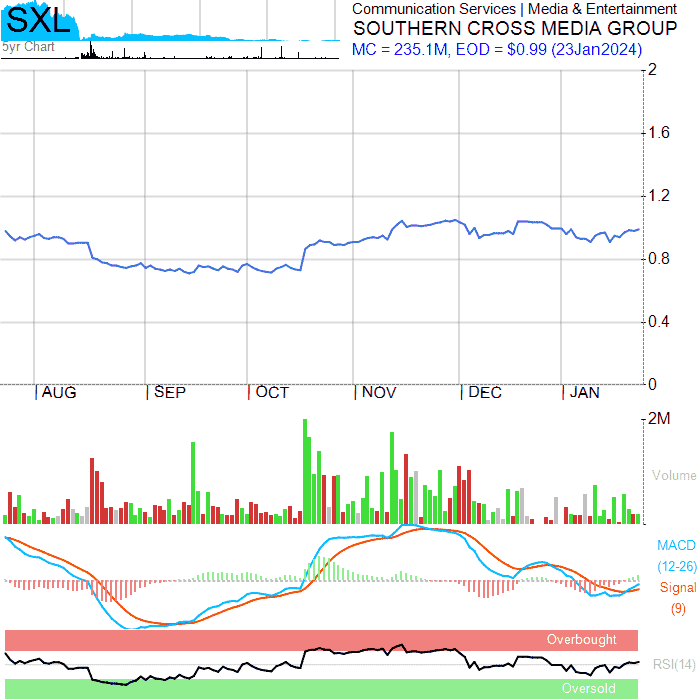 SXL
5yr Chart
Communication Services | Media & Entertainment
SOUTHERN CROSS MEDIA GROUP
MC = 235.1M, EOD = $0.99 (23Jan2024)
2
1.6
1.2
0.8
0.4
0
AUG SEP OCT NOV DEC JAN
2M
Volume
MACD
(12-26)
Signal
(9)
Overbought
RSI(14)
Oversold